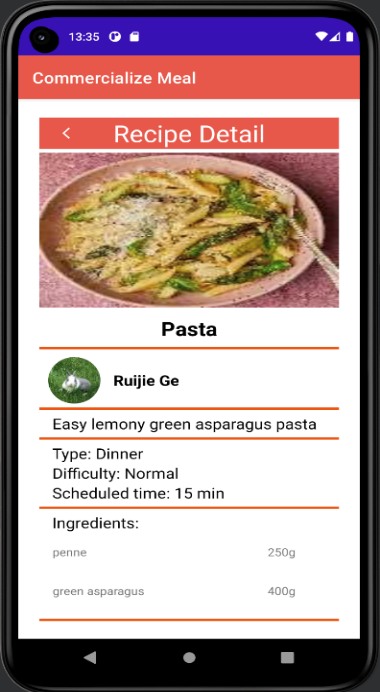 13:35
Commercialize Meal
Recipe Detail
Pasta
Ruijie Ge
Easy lemony green asparagus pasta
Type: Dinner
Difficulty: Normal
Scheduled time: 15 min
Ingredients:
penne 250g
green asparagus 400g